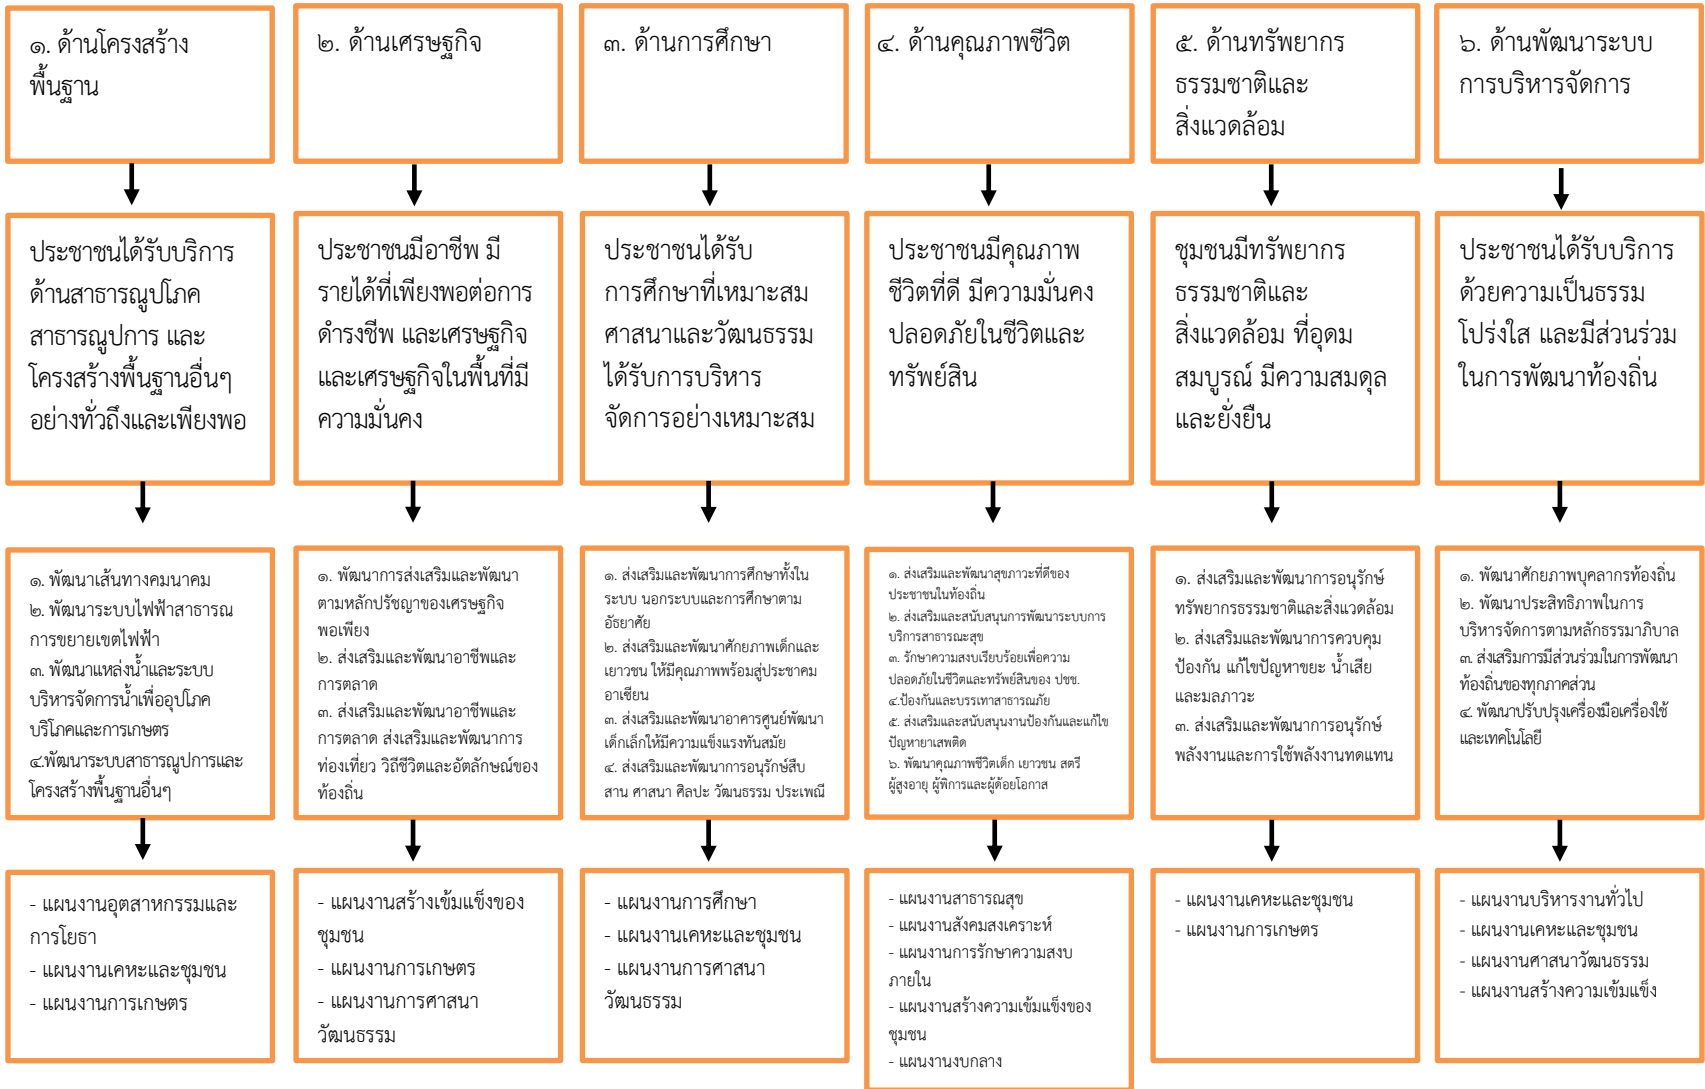 ๑. ด้านโครงสร้าง
พื้นฐาน
๒. ด้านเศรษฐกิจ
๓. ด้านการศึกษา
๔. ด้านคุณภาพชีวิต
๕. ด้านทรัพยากร
ธรรมชาติและ
สิ่งแวดล้อม
๖. ด้านพัฒนาระบบ
การบริหารจัดการ
ประชาชนได้รับบริการ
ด้านสาธารณูปโภค
สาธารณูปการ และ
โครงสร้างพื้นฐานอื่นๆ
อย่างทั่วถึงและเพียงพอ
ประชาชนมีอาชีพ มี
รายได้ที่เพียงพอต่อการ
ดำรงชีพ และเศรษฐกิจ
และเศรษฐกิจในพื้นที่มี
ความมั่นคง
ประชาชนได้รับ
การศึกษาที่เหมาะสม
ศาสนาและวัฒนธรรม
ได้รับการบริหาร
จัดการอย่างเหมาะสม
ประชาชนมีคุณภาพ
ชีวิตที่ดี มีความมั่นคง
ปลอดภัยในชีวิตและ
ทรัพย์สิน
ชุมชนมีทรัพยากร
ธรรมชาติและ
สิ่งแวดล้อม ที่อุดม
สมบูรณ์ มีความสมดุล
และยั่งยืน
ประชาชนได้รับบริการ
ด้วยความเป็นธรรม
โปร่งใส และมีส่วนร่วม
ในการพัฒนาท้องถิ่น
๑. พัฒนาเส้นทางคมนาคม
๒. พัฒนาระบบไฟฟ้าสาธารณ
การขยายเขตไฟฟ้า
๓. พัฒนาแหล่งน้ำและระบบ
บริหารจัดการน้ำเพื่ออุปโภค
บริโภคและการเกษตร
๔.พัฒนาระบบสาธารณูปการและ
โครงสร้างพื้นฐานอื่นๆ
๑. พัฒนาการส่งเสริมและพัฒนา
ตามหลักปรัชญาของเศรษฐกิจ
พอเพียง
๒. ส่งเสริมและพัฒนาอาชีพและ
การตลาด
๓. ส่งเสริมและพัฒนาอาชีพและ
การตลาด ส่งเสริมและพัฒนาการ
ท่องเที่ยว วิถีชีวิตและอัตลักษณ์ของ
ท้องถิ่น
๑. ส่งเสริมและพัฒนาการศึกษาทั้งใน
ระบบ นอกระบบและการศึกษาตาม
อัธยาศัย
๒. ส่งเสริมและพัฒนาศักยภาพเด็กและ
เยาวชน ให้มีคุณภาพพร้อมสู่ประชาคม
อาเซียน
๓. ส่งเสริมและพัฒนาอาคารศูนย์พัฒนา
เด็กเล็กให้มีความแข็งแรงทันสมัย
๔. ส่งเสริมและพัฒนาการอนุรักษ์สืบ
สาน ศาสนา ศิลปะ วัฒนธรรม ประเพณี
๑. ส่งเสริมและพัฒนาสุขภาวะที่ดีของ
ประชาชนในท้องถิ่น
๒. ส่งเสริมและสนับสนุนการพัฒนาระบบการ
บริการสาธารณะสุข
๓. รักษาความสงบเรียบร้อยเพื่อความ
ปลอดภัยในชีวิตและทรัพย์สินของ ปชช.
๔.ป้องกันและบรรเทาสาธารณภัย
๕. ส่งเสริมและสนับสนุนงานป้องกันและแก้ไข
ปัญหายาเสพติด
๖. พัฒนาคุณภาพชีวิตเด็ก เยาวชน สตรี
ผู้สูงอายุ ผู้พิการและผู้ด้อยโอกาส
๑. ส่งเสริมและพัฒนาการอนุรักษ์
ทรัพยากรธรรมชาติและสิ่งแวดล้อม
๒. ส่งเสริมและพัฒนาการควบคุม
ป้องกัน แก้ไขปัญหาขยะ น้ำเสีย
และมลภาวะ
๓. ส่งเสริมและพัฒนาการอนุรักษ์
พลังงานและการใช้พลังงานทดแทน
๑. พัฒนาศักยภาพบุคลากรท้องถิ่น
๒. พัฒนาประสิทธิภาพในการ
บริหารจัดการตามหลักธรรมาภิบาล
๓. ส่งเสริมการมีส่วนร่วมในการพัฒนา
ท้องถิ่นของทุกภาคส่วน
๔. พัฒนาปรับปรุงเครื่องมือเครื่องใช้
และเทคโนโลยี
- แผนงานอุตสาหกรรมและ
การโยธา
- แผนงานเคหะและชุมชน
- แผนงานการเกษตร
- แผนงานสร้างเข้มแข็งของ
ชุมชน
- แผนงานการเกษตร
- แผนงานการศาสนา
วัฒนธรรม
- แผนงานการศึกษา
- แผนงานเคหะและชุมชน
- แผนงานการศาสนา
วัฒนธรรม
- แผนงานสาธารณสุข
- แผนงานสังคมสงเคราะห์
- แผนงานการรักษาความสงบ
ภายใน
- แผนงานสร้างความเข้มแข็งของ
ชุมชน
- แผนงานงบกลาง
- แผนงานเคหะและชุมชน
- แผนงานการเกษตร
- แผนงานบริหารงานทั่วไป
- แผนงานเคหะและชุมชน
- แผนงานศาสนาวัฒนธรรม
- แผนงานสร้างความเข้มแข็ง